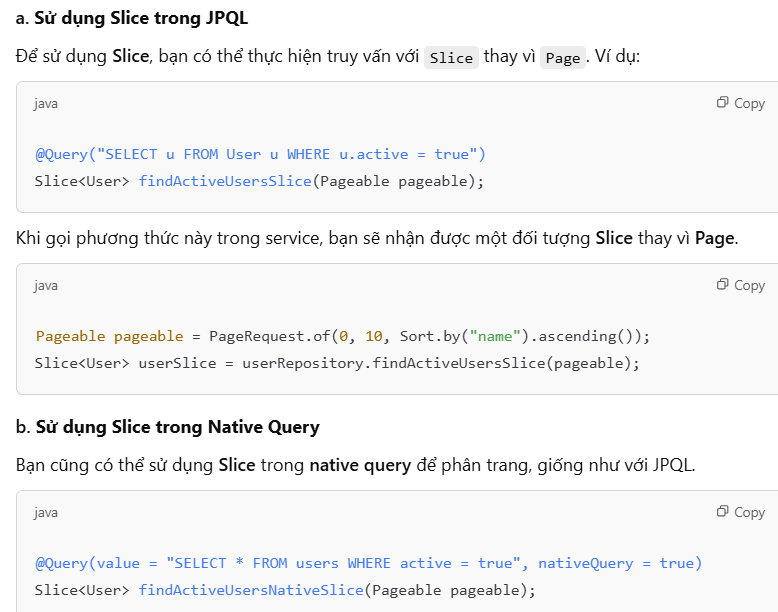 a. Sử dụng Slice trong JPQL
Để sử dụng Slice, bạn có thể thực hiện truy vấn với Slice thay vì Page. Ví dụ:
java
Copy
@Query("SELECT u FROM User u WHERE u.active = true")
Slice<User> findActiveUsersSlice(Pageable pageable);
Khi gọi phương thức này trong service, bạn sẽ nhận được một đối tượng Slice thay vì Page.
java
Copy
Pageable pageable = PageRequest.of(0, 10, Sort.by("name").ascending());
Slice<User> userSlice = userRepository.findActiveUsersSlice(pageable);
b. Sử dụng Slice trong Native Query
Bạn cũng có thể sử dụng Slice trong native query để phân trang, giống như với JPQL.
java
Copy
@Query(value = "SELECT * FROM users WHERE active = true", nativeQuery = true)
Slice<User> findActiveUsersNativeSlice(Pageable pageable);